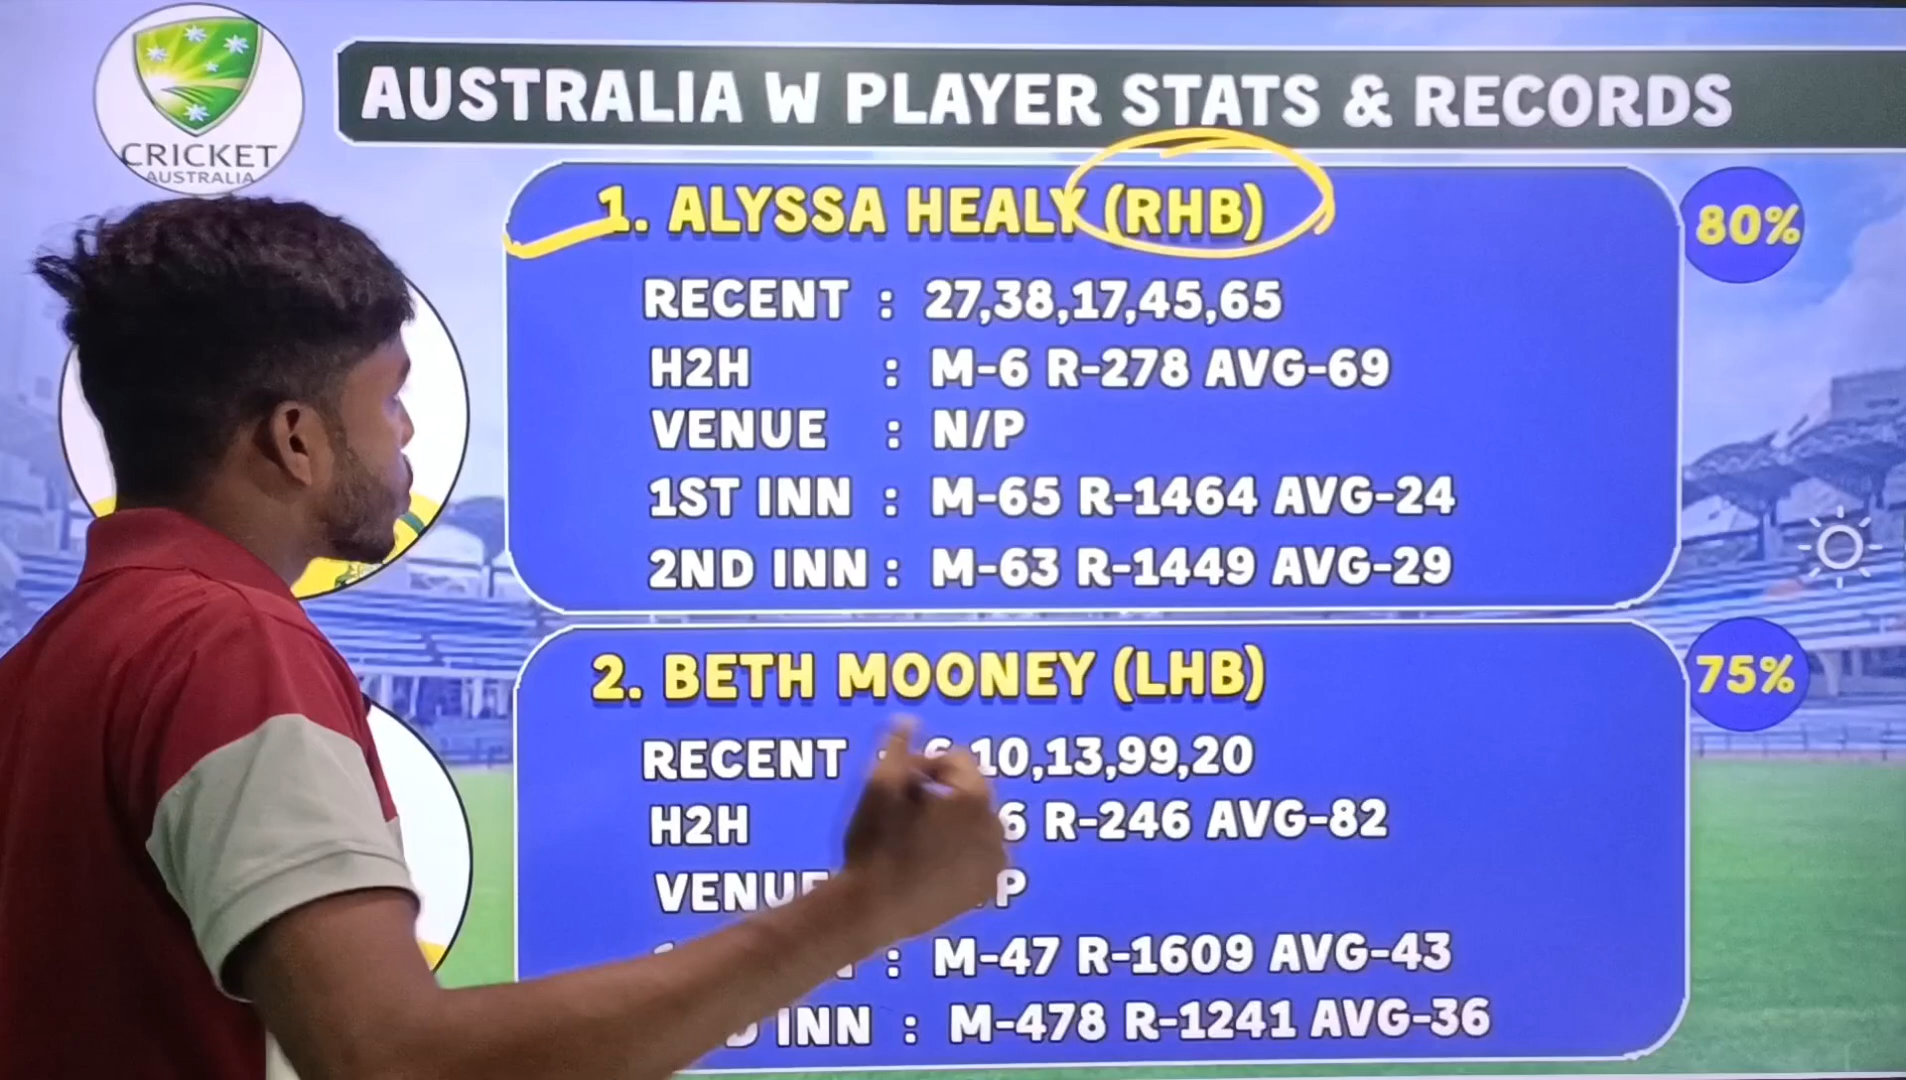 CRICKET
AUSTRALIA
AUSTRALIA W PLAYER STATS & RECORDS
1. ALYSSA HEALY (RHB)
80%
RECENT : 27,38,17,45,65
H2H : M-6 R-278 AVG-69
VENUE : N/P
1ST INN : M-65 R-1464 AVG-24
2ND INN : M-63 R-1449 AVG-29
2. BETH MOONEY (LHB)
75%
RECENT 10,13,99,20
H2H 6 R-246 AVG-82
VENUE P
: M-47 R-1609 AVG-43
INN : M-478 R-1241 AVG-36